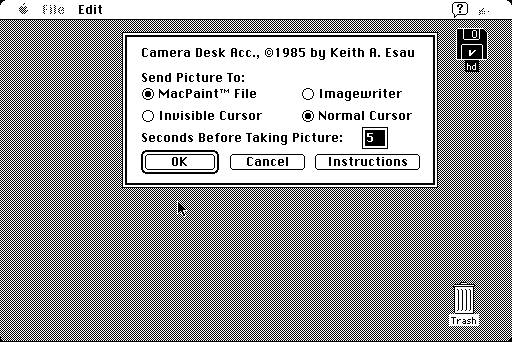 File Edit
Camera Desk Acc., ©1985 by Keith A. Esau
Send Picture To:
MacPaint™ File Imagewriter
Invisible Cursor Normal Cursor
Seconds Before Taking Picture: 5
OK Cancel Instructions
hd
Trash